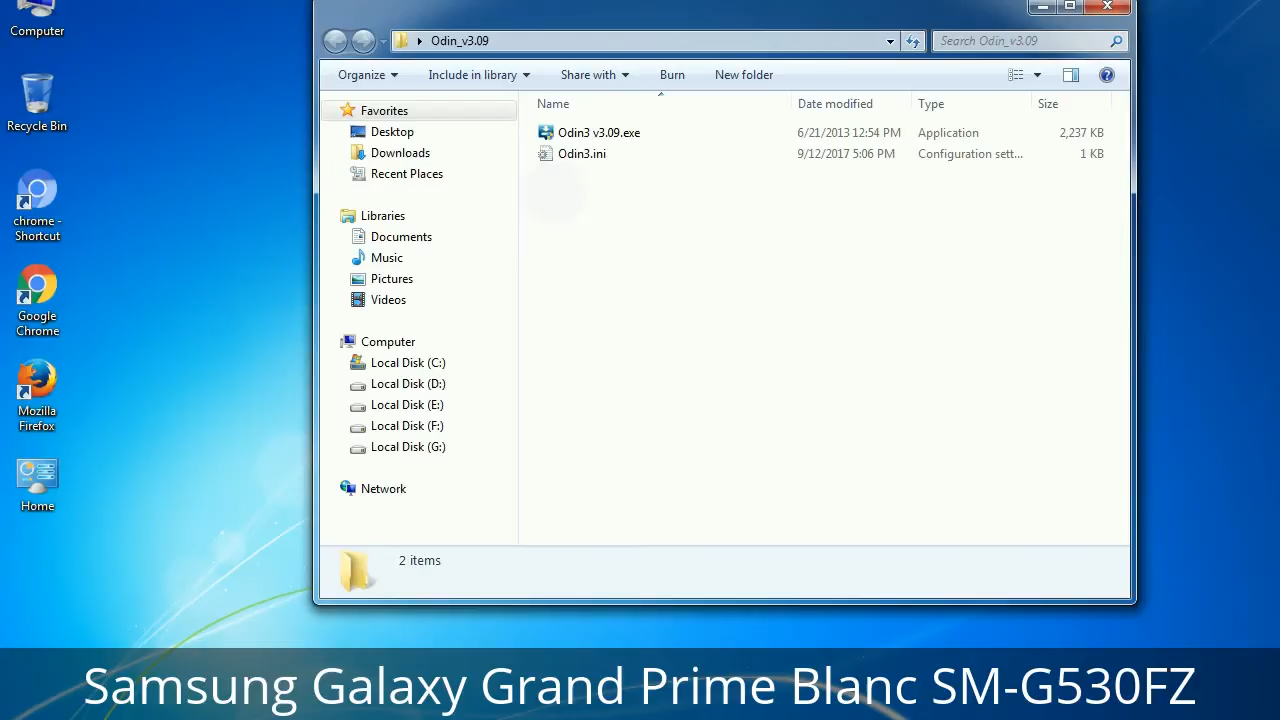 Computer
Recycle Bin
chrome -
Shortcut
Google
Chrome
Mozilla
Firefox
Home
Odin_v3.09
Search Odin_v3.09
Organize
Include in library
Share with
Burn
New folder
Favorites
Desktop
Downloads
Recent Places
Libraries
Documents
Music
Pictures
Videos
Computer
Local Disk (C:)
Local Disk (D:)
Local Disk (E:)
Local Disk (F:)
Local Disk (G:)
Network
Name Date modified Type Size
Odin3 v3.09.exe 6/21/2013 12:54 PM Application 2,237 KB
Odin3.ini 9/12/2017 5:06 PM Configuration sett... 1 KB
2 items
Samsung Galaxy Grand Prime Blanc SM-G530FZ